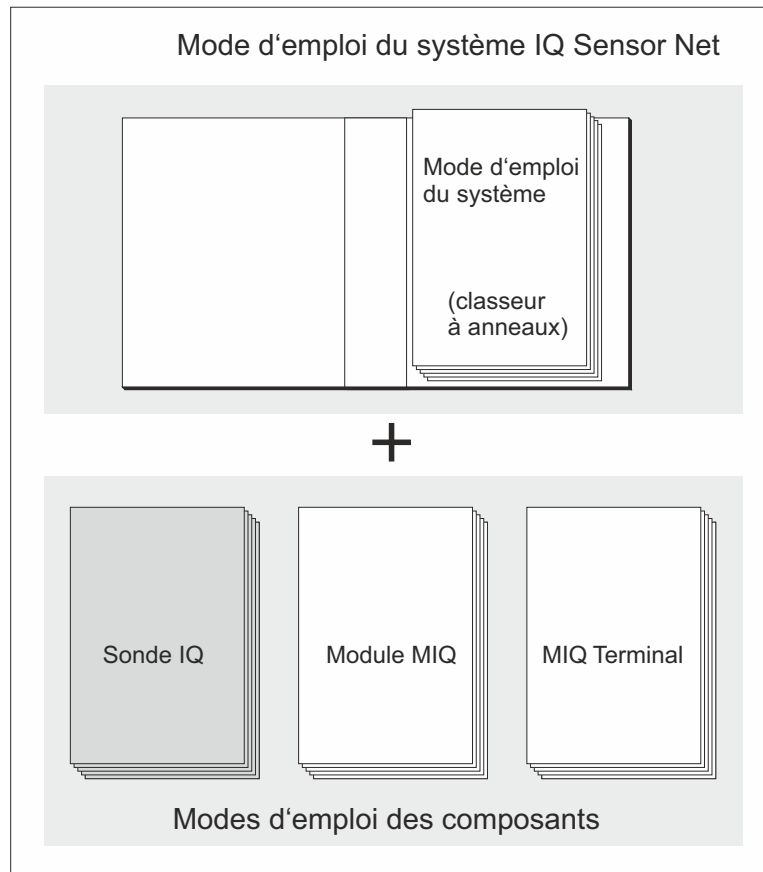 Mode d‘emploi du système IQ Sensor Net
Mode d‘emploi
du système
(classeur
à anneaux)
+
Sonde IQ
Module MIQ
MIQ Terminal
Modes d‘emploi des composants